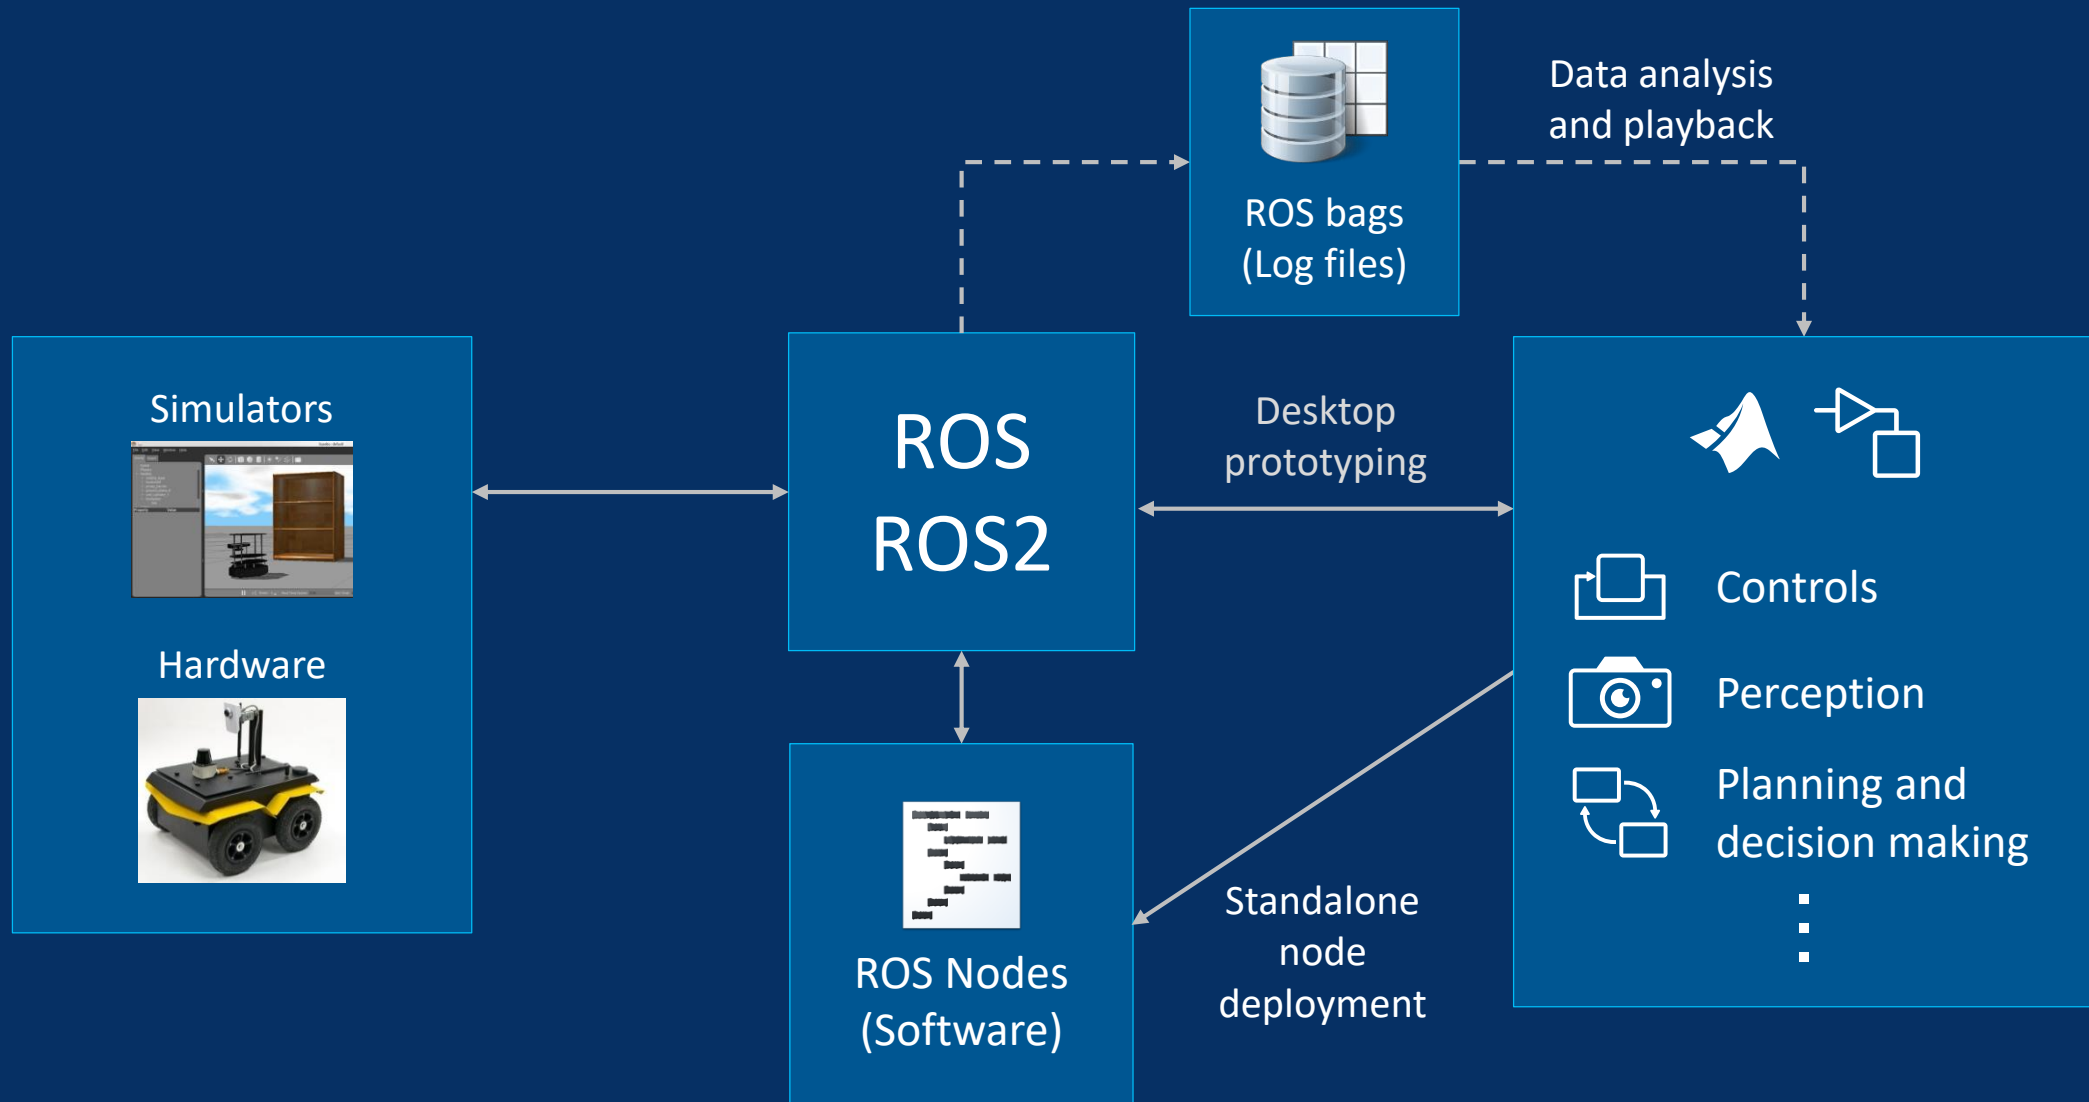 Data analysis
and playback
ROS bags
(Log files)
Simulators
Hardware
ROS
ROS2
Desktop
prototyping
Controls
Perception
Planning and
decision making
ROS Nodes
(Software)
Standalone
node
deployment